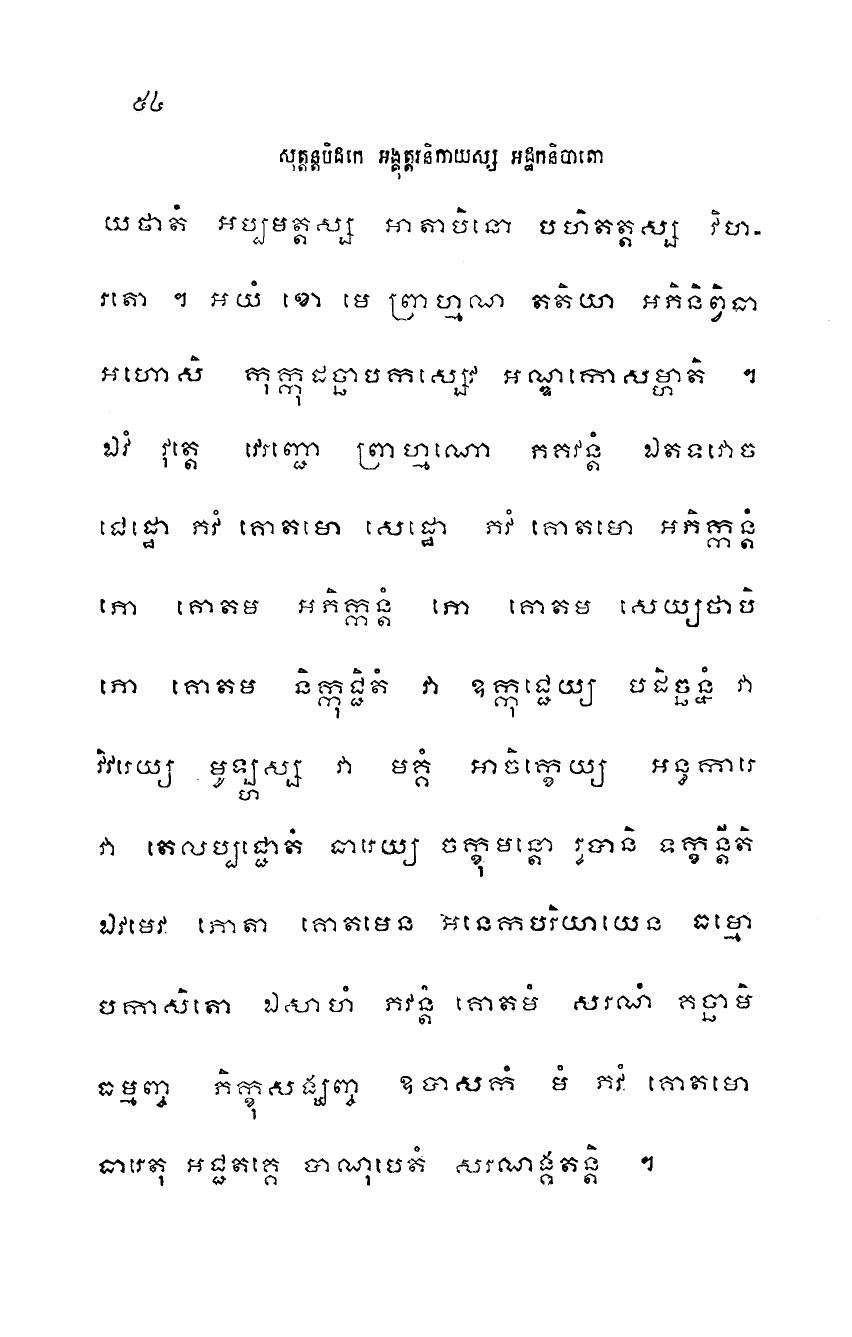 ៥៤
សុត្តន្តបិដកេ អង្គុត្តរនិកាយស្ស អដ្ឋកនិបាតោ
យថាតំ អប្បមត្តស្ស អាតាបិនោ បហិតត្តស្ស វិហ-
រតោ ។ អយំ ខោ មេ ព្រាហ្មណ តតិយា អភិនិព្វិធា
អហោសិ កុក្កុដច្ឆាបកស្សេវ អណ្ឌកោសម្ហាតិ ។
ឯវំ វុត្តេ វេរញ្ជោ ព្រាហ្មណោ ភគវន្តំ ឯតទវោច
ជេដ្ឋោ ភវំ គោតមោ សេដ្ឋោ ភវំ គោតមោ អភិក្កន្តំ
ភោ គោតម អភិក្កន្តំ ភោ គោតម សេយ្យថាបិ
ភោ គោតម និក្កុជ្ជិតំ វា ឧក្កុជ្ជេយ្យ បដិច្ឆន្នំ វា
វិវរេយ្យ មូឡ្ហស្ស វា មគ្គំ អាចិក្ខេយ្យ អន្ធការេ
វា តេលប្បជ្ជោតំ ធារេយ្យ ចក្ខុមន្តោ រូបានិ ទក្ខន្តីតិ
ឯវមេវ ភោតា គោតមេន អនេកបរិយាយេន ធម្មោ
បកាសិតោ ឯសាហំ ភវន្តំ គោតមំ សរណំ គច្ឆាមិ
ធម្មញ្ច ភិក្ខុសង្ឃញ្ច ឧបាសកំ មំ ភវំ គោតមោ
ធារេតុ អជ្ជតគ្គេ បាណុបេតំ សរណង្គតន្តិ ។